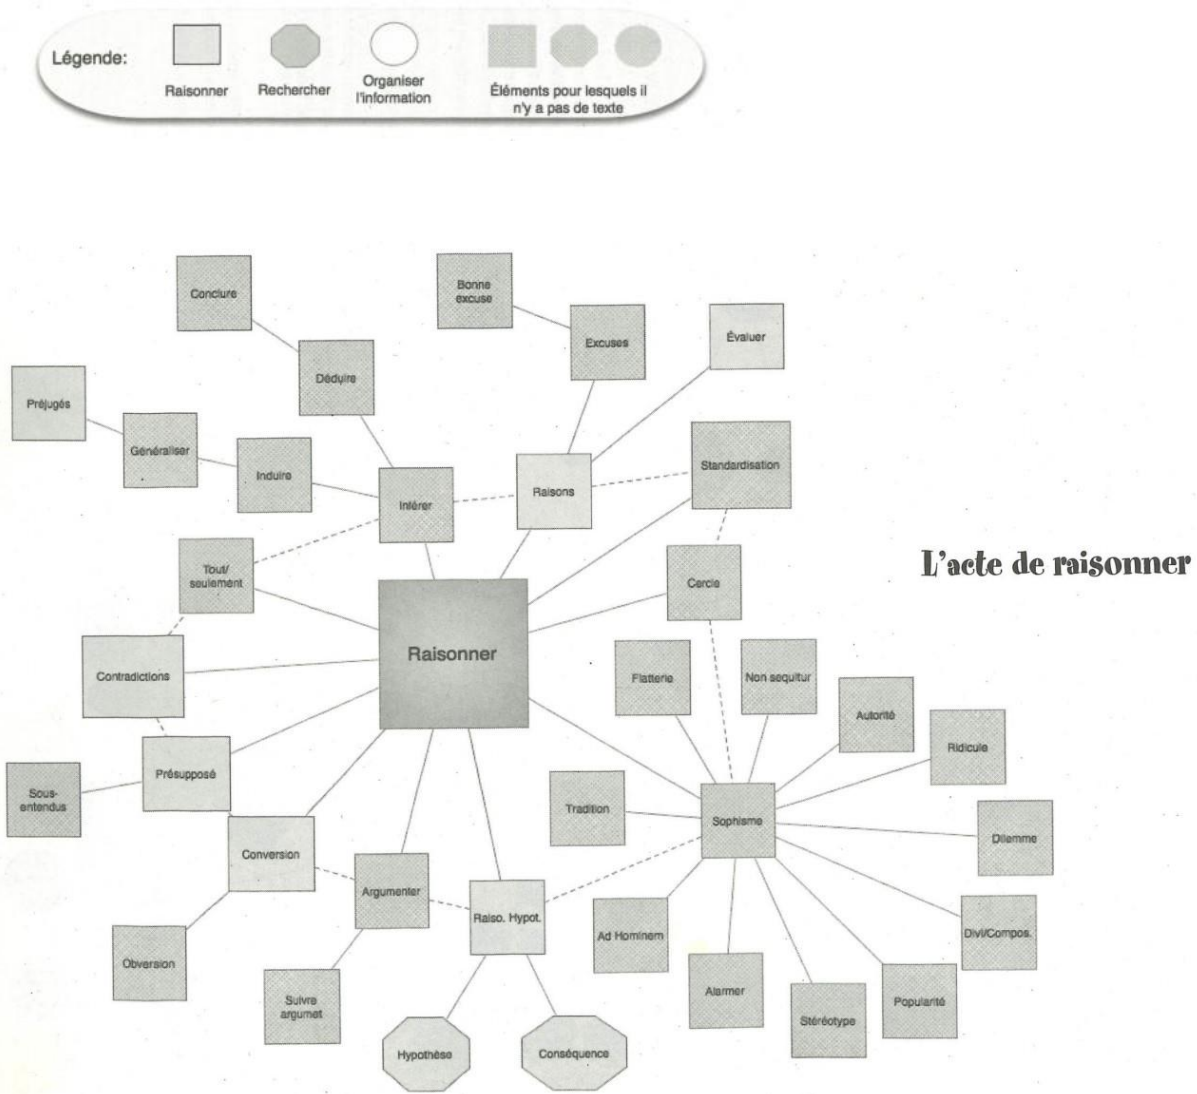 Légende:
Raisonner
Rechercher
Organiser
l'information
Éléments pour lesquels il
n'y a pas de texte
Conclure
Bonne
excuse
Excuses
Évaluer
Déduire
Préjugés
Généraliser
Induire
Inférer
Raisons
Standardisation
L'acte de raisonner
Tout/
seulement
Cercle
Raisonner
Contradictions
Flatterie
Non sequitur
Autorité
Ridicule
Présupposé
Sous-
entendus
Tradition
Sophisme
Dilemme
Conversion
Argumenter
Raiso. Hypot.
Ad Hominem
Divi/Compos.
Obversion
Suivre
argumet
Alarmer
Stéréotype
Popularité
Hypothèse
Conséquence